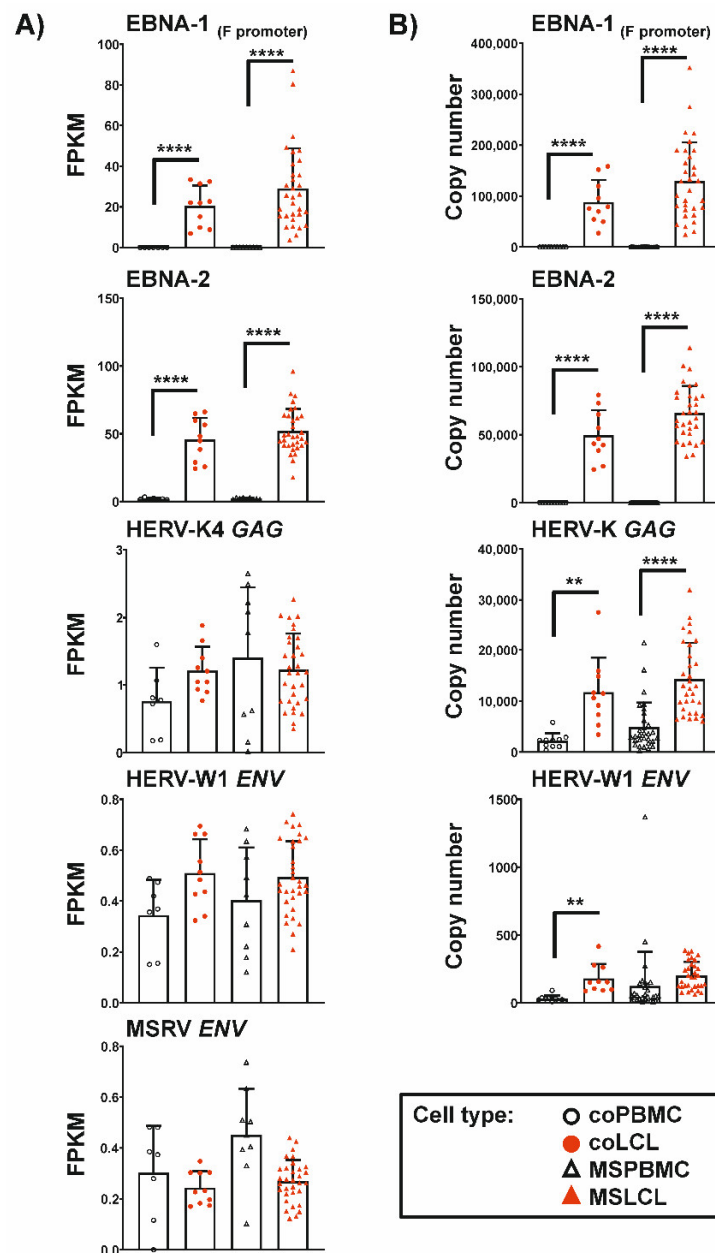 A)
EBNA-1 (F promoter)
FPKM
100
80
60
40
20
0
****
****
EBNA-2
FPKM
150
100
50
0
****
****
HERV-K4 GAG
FPKM
3
2
1
0
HERV-W1 ENV
FPKM
0.8
0.6
0.4
0.2
0.0
MSRV ENV
FPKM
0.8
0.6
0.4
0.2
0.0
B)
EBNA-1 (F promoter)
Copy number
400,000
300,000
200,000
100,000
0
****
****
EBNA-2
Copy number
150,000
100,000
50,000
0
****
****
HERV-K GAG
Copy number
40,000
30,000
20,000
10,000
0
**
****
HERV-W1 ENV
Copy number
1500
1000
500
0
**
Cell type:
coPBMC
coLCL
MSPBMC
MSLCL